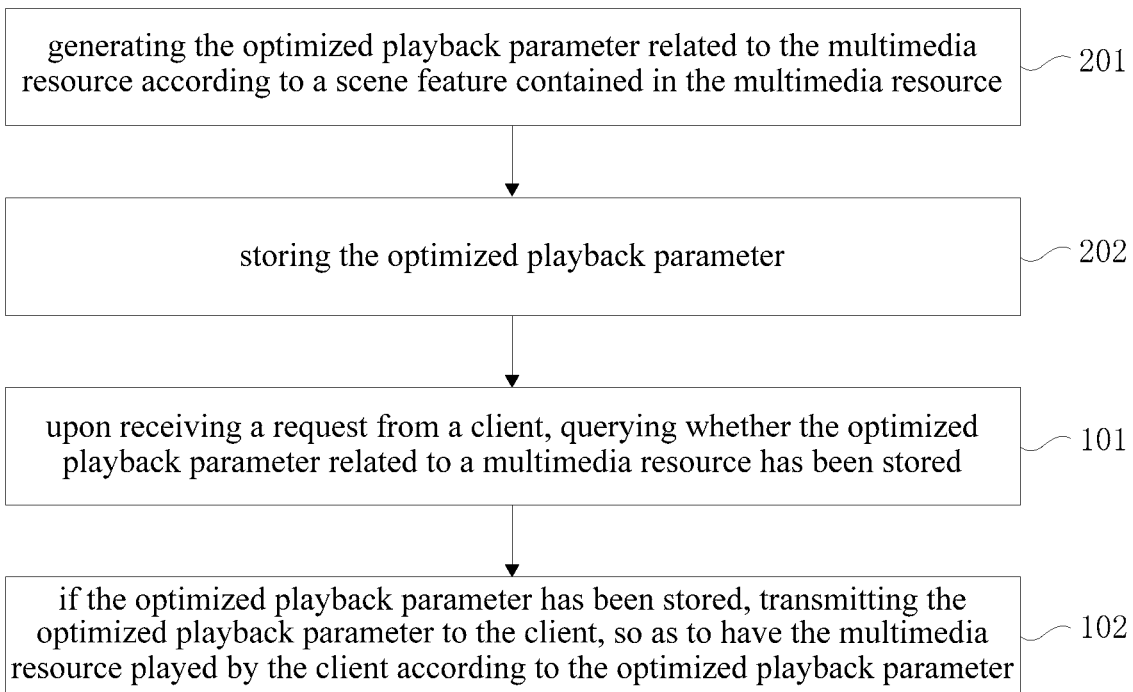 generating the optimized playback parameter related to the multimedia
resource according to a scene feature contained in the multimedia resource
201
storing the optimized playback parameter
202
upon receiving a request from a client, querying whether the optimized
playback parameter related to a multimedia resource has been stored
101
if the optimized playback parameter has been stored, transmitting the
optimized playback parameter to the client, so as to have the multimedia
resource played by the client according to the optimized playback parameter
102